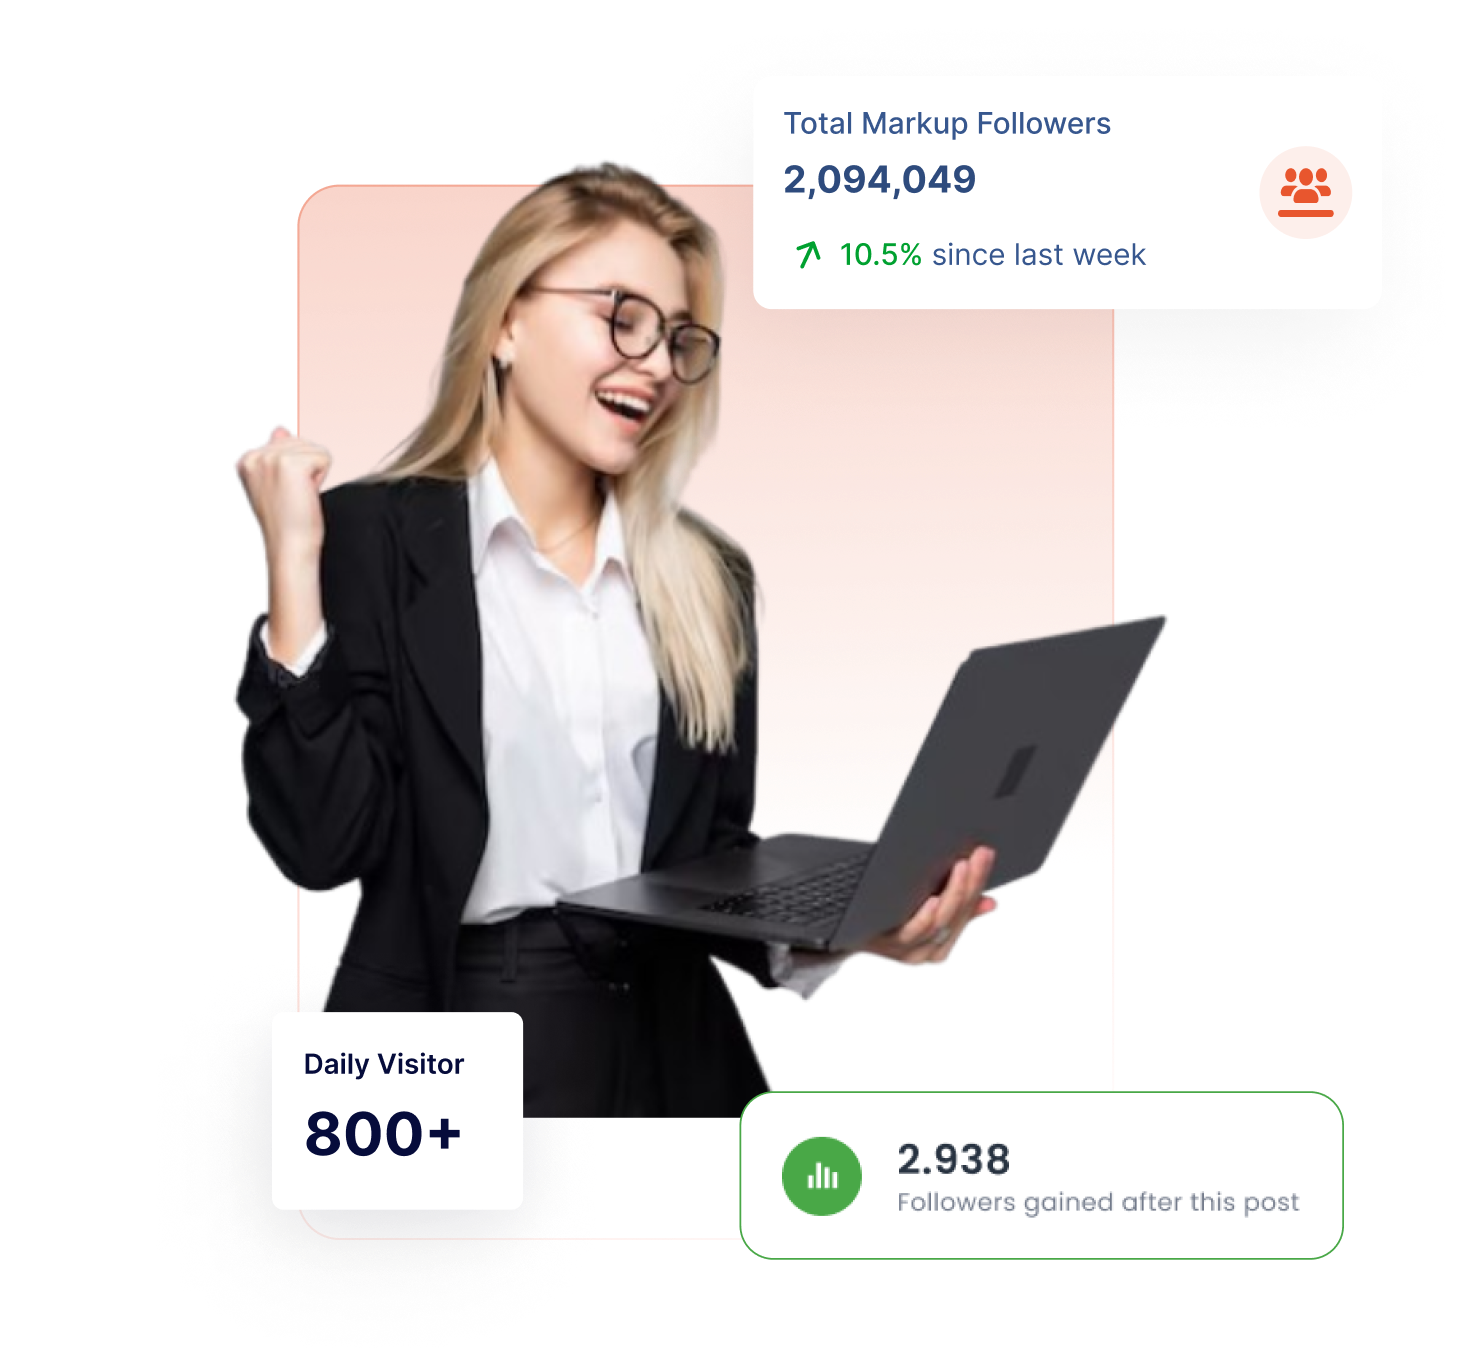 Total Markup Followers
2,094,049
10.5% since last week
Daily Visitor
800+
2.938
Followers gained after this post